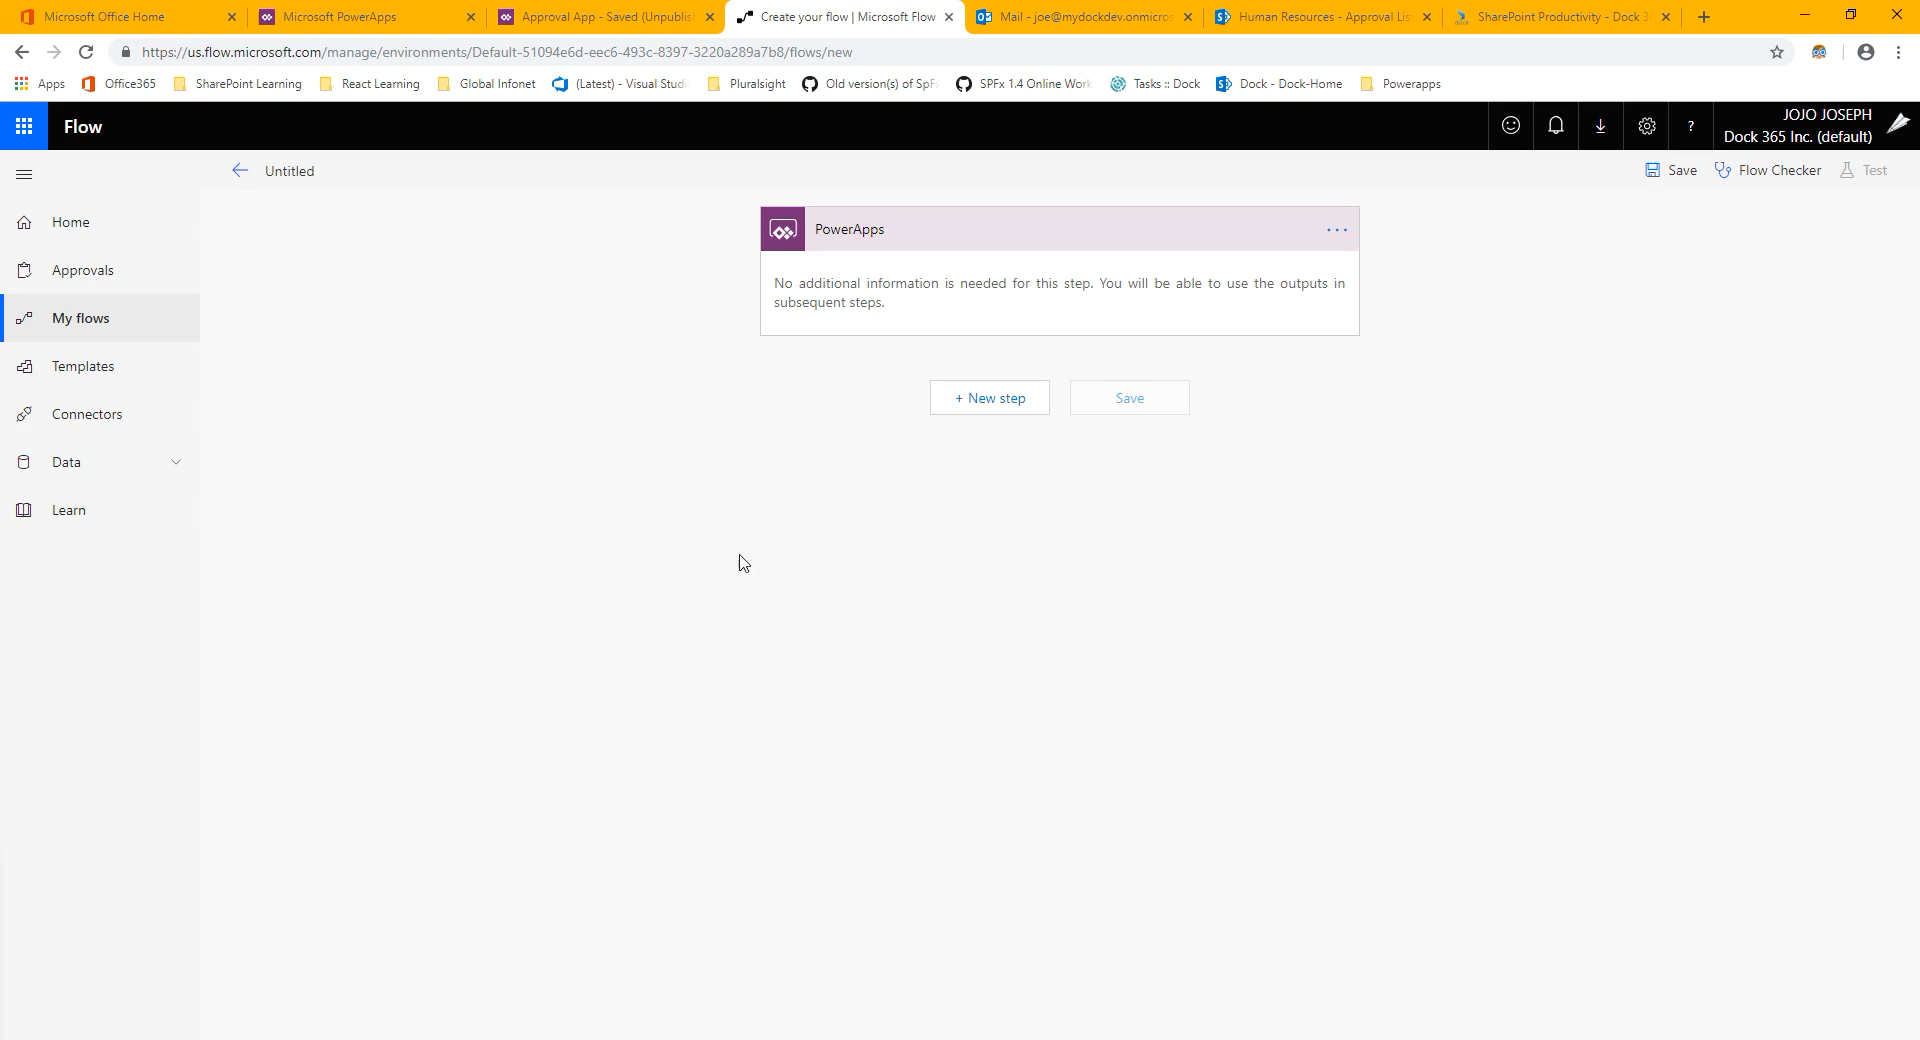 Microsoft Office Home
Microsoft PowerApps
Approval App - Saved (Unpublis
Create your flow | Microsoft Flow
Mail - joe@mydockdev.onmicros
Human Resources - Approval Lis
SharePoint Productivity - Dock 3
https://us.flow.microsoft.com/manage/environments/Default-51094e6d-eec6-493c-8397-3220a289a7b8/flows/new
Apps
Office365
SharePoint Learning
React Learning
Global Infonet
(Latest) - Visual Studi
Pluralsight
Old version(s) of SpFx
SPFx 1.4 Online Work
Tasks :: Dock
Dock - Dock-Home
Powerapps
Flow
?
JOJO JOSEPH
Dock 365 Inc. (default)
Untitled
Save
Flow Checker
Test
Home
Approvals
My flows
Templates
Connectors
Data
Learn
PowerApps
No additional information is needed for this step. You will be able to use the outputs in
subsequent steps.
+ New step
Save